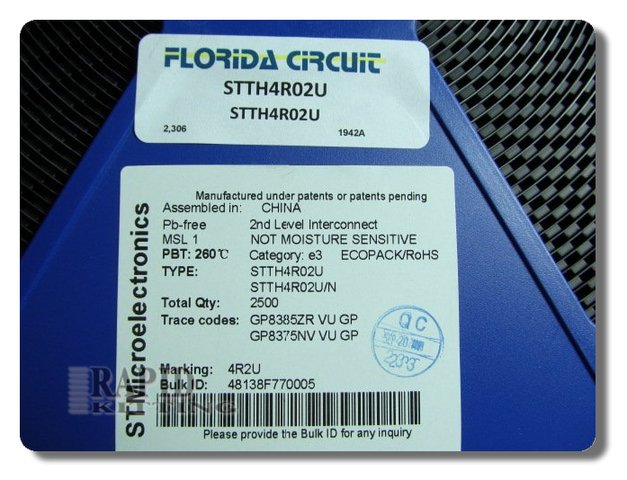 FLORIDA CIRCUIT
STTH4R02U
STTH4R02U
2,306 1942A
Manufactured under patents or patents pending
Assembled in: CHINA
Pb-free 2nd Level Interconnect
MSL 1 NOT MOISTURE SENSITIVE
PBT: 260℃ Category: e3 ECOPACK/RoHS
TYPE: STTH4R02U
STTH4R02U/N
Total Qty: 2500
Trace codes: GP8385ZR VU GP
GP8375NV VU GP
QC
Marking: 4R2U
Bulk ID: 48138F770005
Please provide the Bulk ID for any inquiry
STMicroelectronics
RAPID
KITTING